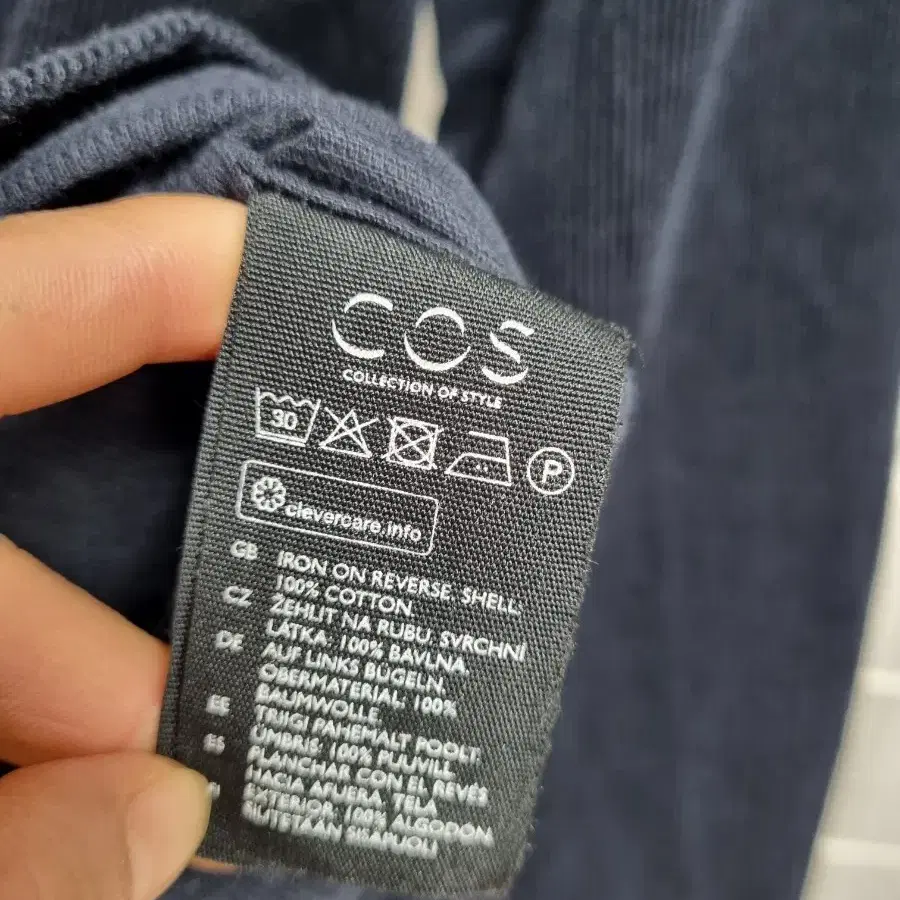 COS
COLLECTION OF STYLE
30 P
clevercare.info
GB IRON ON REVERSE. SHELL:
100% COTTON
CZ ŽEHLIT NA RUBU. SVRCHNÍ
LÁTKA: 100% BAVLNA
DE AUF LINKS BÜGELN.
OBERMATERIAL: 100%
BAUMWOLLE
EE TRIIGI PAHEMALT POOLT.
ÜMBRIS: 100% PUUVILL
ES PLANCHAR CON EL REVÉS
HACIA AFUERA. TELA
EXTERIOR: 100% ALGODÓN
SILITETÄÄN SISÄPUOLI